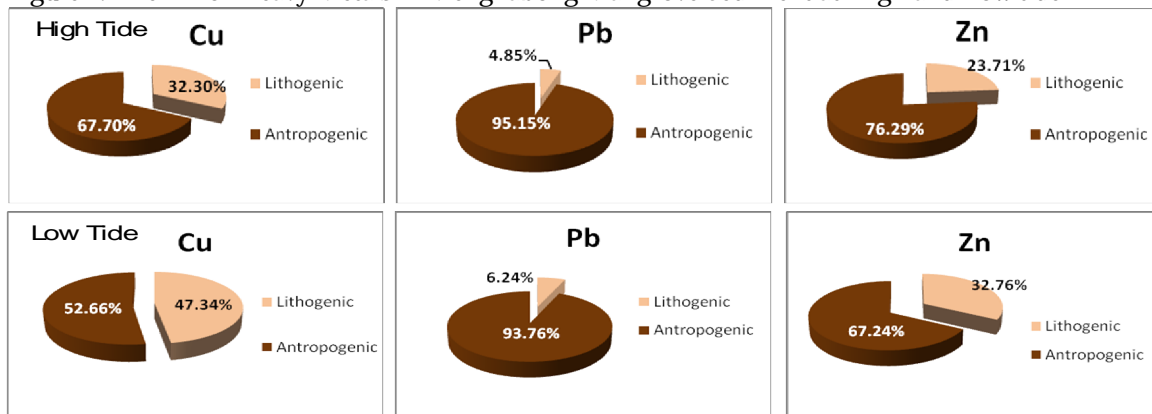 High Tide
Cu
32.30%
67.70%
Lithogenic
Antropogenic
Pb
4.85%
95.15%
Lithogenic
Antropogenic
Zn
23.71%
76.29%
Lithogenic
Antropogenic
Low Tide
Cu
52.66%
47.34%
Lithogenic
Antropogenic
Pb
6.24%
93.76%
Lithogenic
Antropogenic
Zn
32.76%
67.24%
Lithogenic
Antropogenic